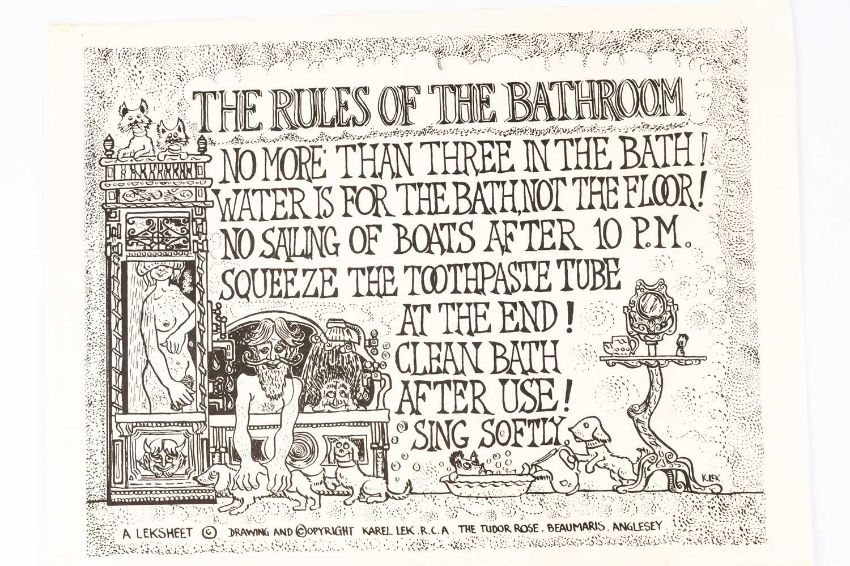 THE RULES OF THE BATHROOM
NO MORE THAN THREE IN THE BATH!
WATER IS FOR THE BATH, NOT THE FLOOR!
NO SAILING OF BOATS AFTER 10 P.M.
SQUEEZE THE TOOTHPASTE TUBE
AT THE END!
CLEAN BATH
AFTER USE!
SING SOFTLY.
K.LEK
A LEKSHEET © DRAWING AND ©OPYRIGHT KAREL LEK. R.C.A. THE TUDOR ROSE. BEAUMARIS. ANGLESEY